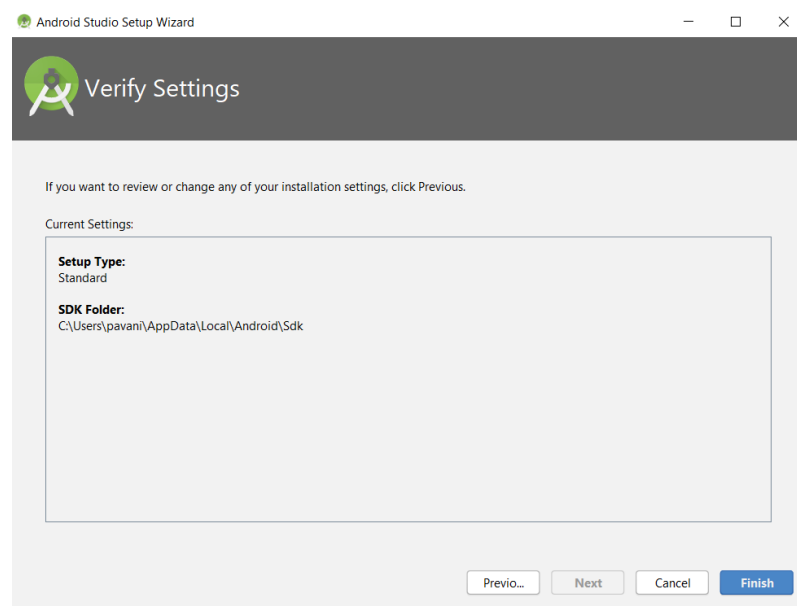 Android Studio Setup Wizard
Verify Settings
If you want to review or change any of your installation settings, click Previous.
Current Settings:
Setup Type:
Standard
SDK Folder:
C:\Users\pavani\AppData\Local\Android\Sdk
Previo... Next Cancel Finish